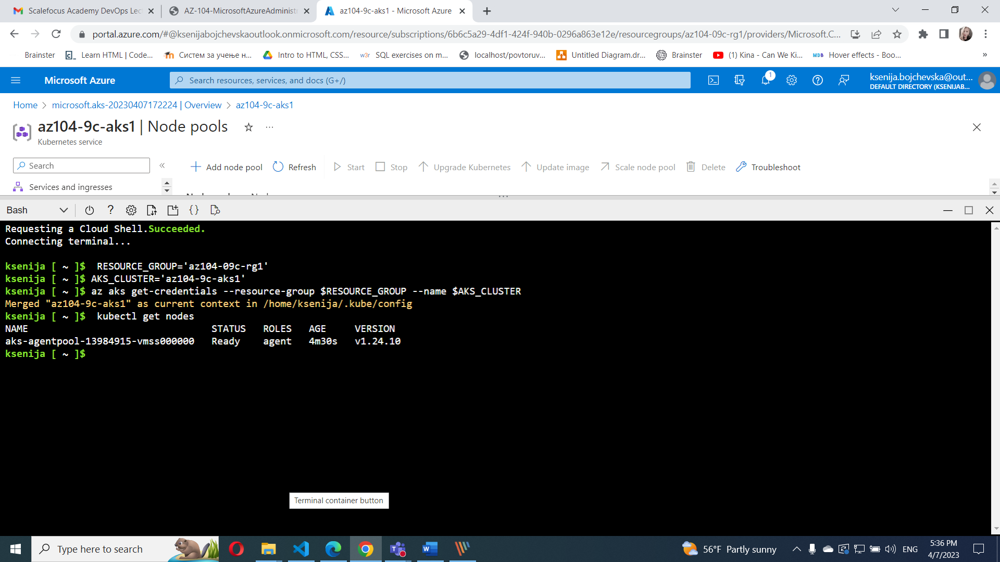 Scalefocus Academy DevOps Lec
AZ-104-MicrosoftAzureAdministr
az104-9c-aks1 - Microsoft Azure
portal.azure.com/#@ksenijabojchevskaoutlook.onmicrosoft.com/resource/subscriptions/6b6c5a29-4df1-424f-940b-0296a863e12e/resourcegroups/az104-09c-rg1/providers/Microsoft.C...
Brainster
Learn HTML | Code...
Систем за учење н...
Intro to HTML, CSS...
w3r SQL exercises on m...
localhost/povtoruv...
Untitled Diagram.dr...
Brainster
(1) Kina - Can We Ki...
MDB Hover effects - Boo...
»
Microsoft Azure
Search resources, services, and docs (G+/)
1
ksenija.bojchevska@out...
DEFAULT DIRECTORY (KSENIJAB...
Home > microsoft.aks-20230407172224 | Overview > az104-9c-aks1
az104-9c-aks1 | Node pools
Kubernetes service
Search
«
Add node pool
Refresh
Start
Stop
Upgrade Kubernetes
Update image
Scale node pool
Delete
Troubleshoot
Services and ingresses
Bash
Requesting a Cloud Shell.Succeeded.
Connecting terminal...
ksenija [ ~ ]$  RESOURCE_GROUP='az104-09c-rg1'
ksenija [ ~ ]$ AKS_CLUSTER='az104-9c-aks1'
ksenija [ ~ ]$ az aks get-credentials --resource-group $RESOURCE_GROUP --name $AKS_CLUSTER
Merged "az104-9c-aks1" as current context in /home/ksenija/.kube/config
ksenija [ ~ ]$  kubectl get nodes
NAME STATUS ROLES AGE VERSION
aks-agentpool-13984915-vmss000000 Ready agent 4m30s v1.24.10
ksenija [ ~ ]$
Terminal container button
Type here to search
56°F Partly sunny
ENG
5:36 PM
4/7/2023